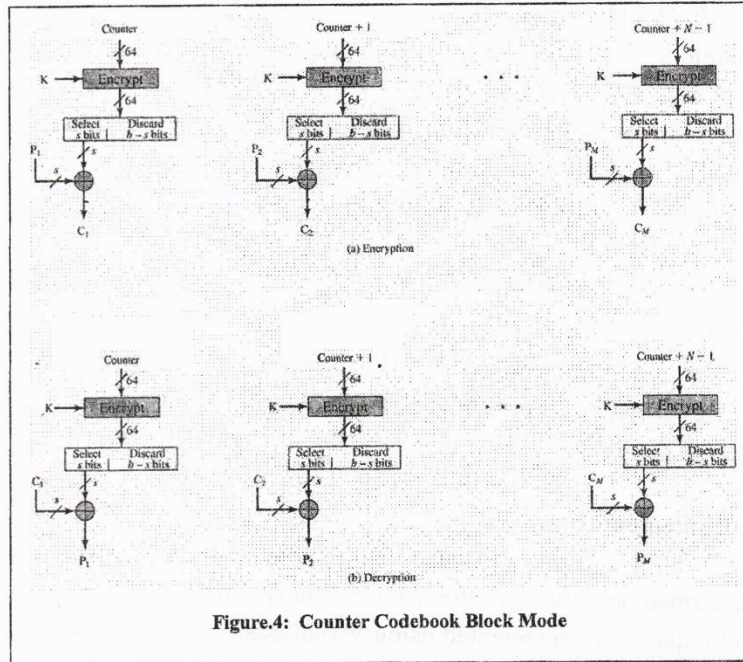 Counter
Counter + 1
Counter + N − 1
64
64
64
K
Encrypt
K
Encrypt
. . .
K
Encrypt
64
64
64
Select s bits | Discard b − s bits
Select s bits | Discard b − s bits
Select s bits | Discard b − s bits
P1
s
s
P2
s
s
PM
s
s
C1
C2
CM
(a) Encryption
Counter
Counter + 1
Counter + N − 1
64
64
64
K
Encrypt
K
Encrypt
. . .
K
Encrypt
64
64
64
Select s bits | Discard b − s bits
Select s bits | Discard b − s bits
Select s bits | Discard b − s bits
s
s
C2
s
s
CM
s
s
P1
P2
PM
(b) Decryption
Figure.4: Counter Codebook Block Mode